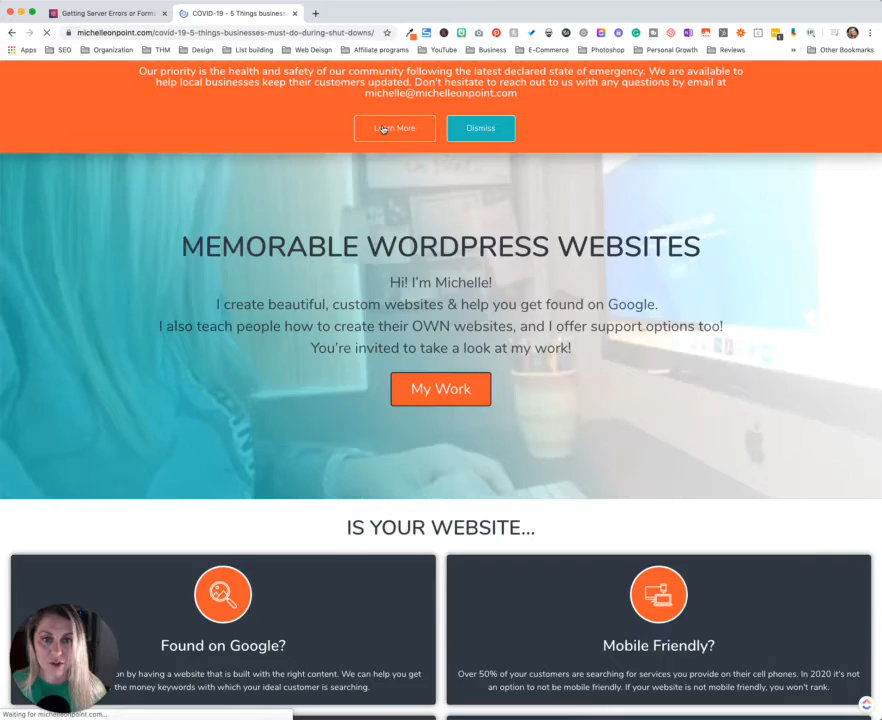 Getting Server Errors or Form
COVID-19 - 5 Things business
michelleonpoint.com/covid-19-5-things-businesses-must-do-during-shut-downs/
Apps SEO Organization THM Design List building Web Deisgn Affiliate programs YouTube Business E-Commerce Photoshop Personal Growth Reviews » Other Bookmarks
Our priority is the health and safety of our community following the latest declared state of emergency. We are available to
help local businesses keep their customers updated. Don't hesitate to reach out to us with any questions by email at
michelle@michelleonpoint.com
Learn More Dismiss
MEMORABLE WORDPRESS WEBSITES
Hi! I'm Michelle!
I create beautiful, custom websites & help you get found on Google.
I also teach people how to create their OWN websites, and I offer support options too!
You're invited to take a look at my work!
My Work
IS YOUR WEBSITE...
Found on Google?
on by having a website that is built with the right content. We can help you get
the money keywords with which your ideal customer is searching.
Mobile Friendly?
Over 50% of your customers are searching for services you provide on their cell phones. In 2020 it's not
an option to not be mobile friendly. If your website is not mobile friendly, you won't rank.
Waiting for michelleonpoint.com...